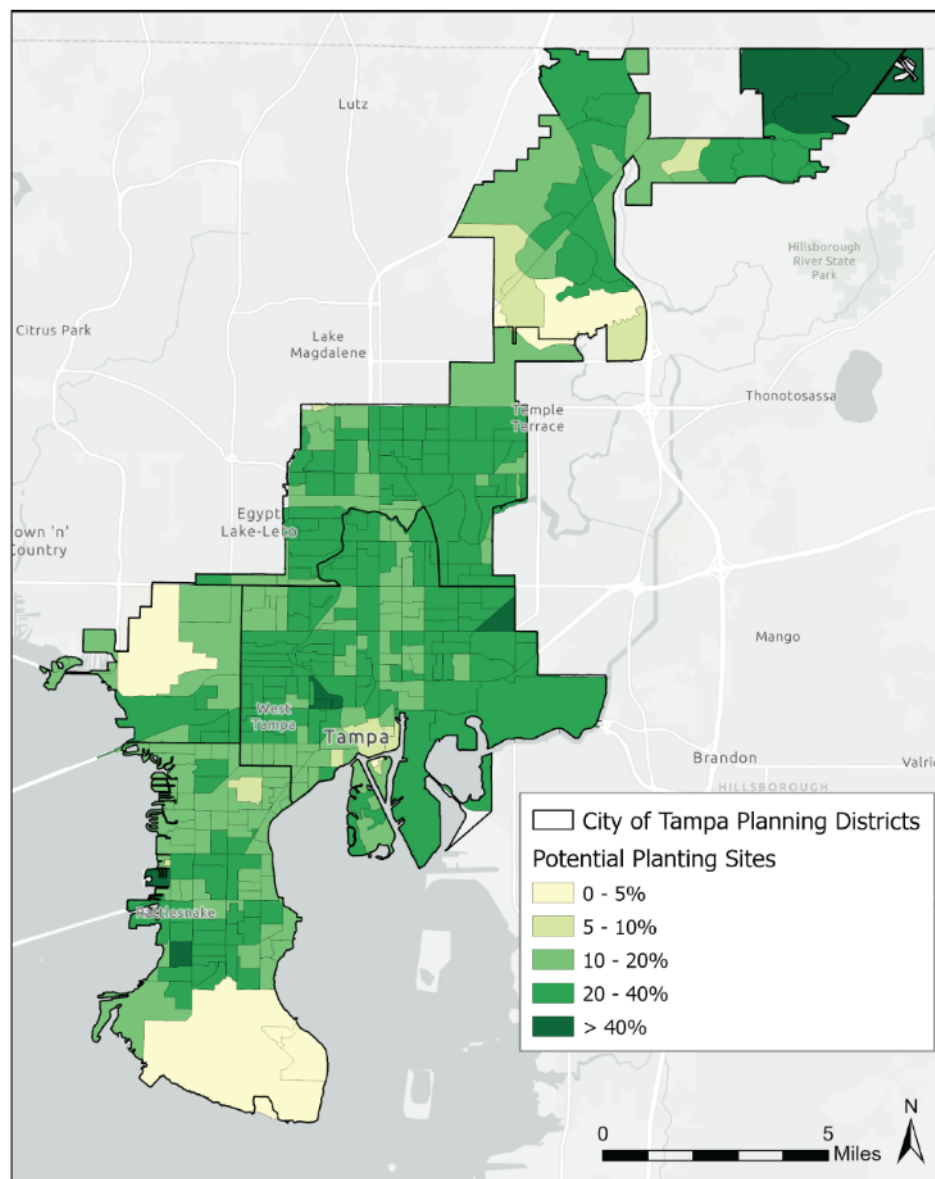 Lutz
Hillsborough
River State
Park
Citrus Park
Lake
Magdalene
Thonotosassa
Temple
Terrace
Egypt
Lake-Leto
own 'n'
Country
Mango
West
Tampa
Tampa
Brandon
Valric
HILLSBOROUGH
City of Tampa Planning Districts
Potential Planting Sites
0 - 5%
5 - 10%
10 - 20%
20 - 40%
> 40%
Rattlesnake
N
0 5
Miles